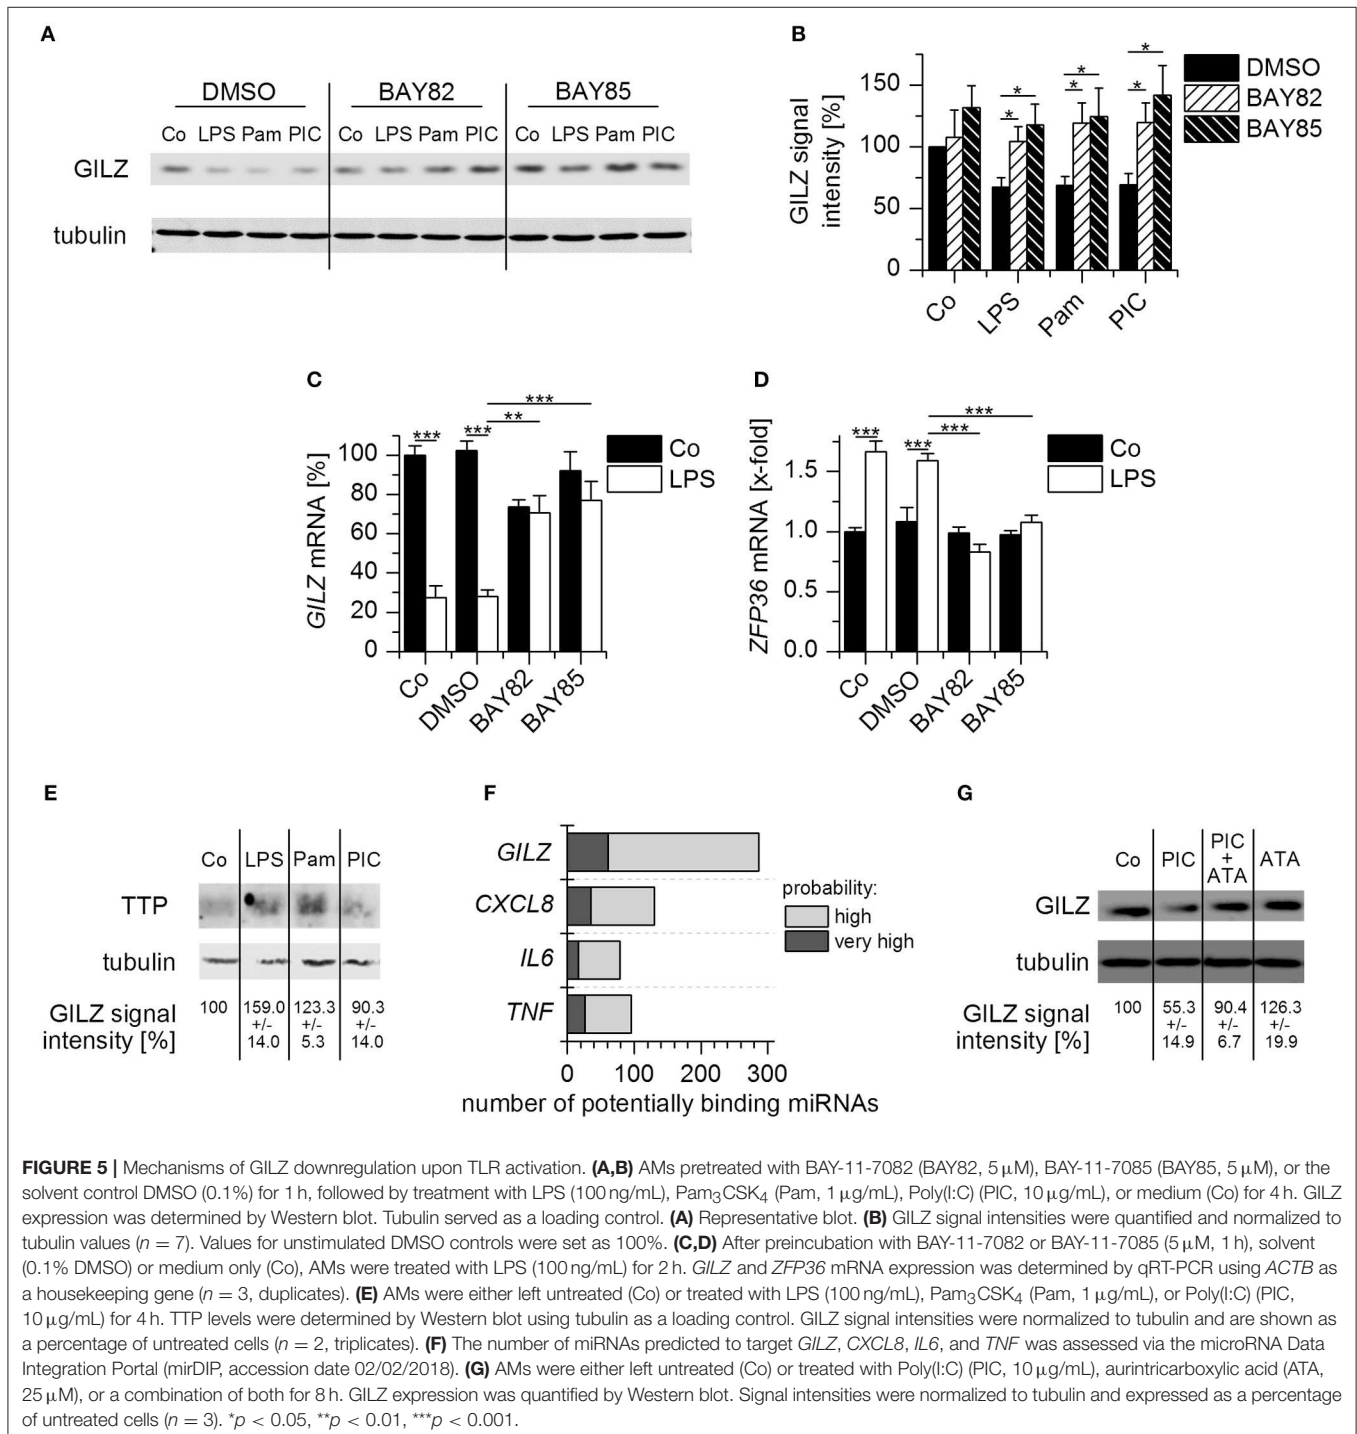 A
DMSO BAY82 BAY85
Co LPS Pam PIC Co LPS Pam PIC Co LPS Pam PIC
GILZ
tubulin
B
GILZ signal
intensity [%]
150
100
50
0
* * * * * *
DMSO
BAY82
BAY85
Co LPS Pam PIC
C
GILZ mRNA [%]
100
80
60
40
20
0
***
**
*** ***
Co
LPS
Co DMSO BAY82 BAY85
D
ZFP36 mRNA [x-fold]
1.5
1.0
0.5
0.0
***
***
*** ***
Co
LPS
Co DMSO BAY82 BAY85
E
Co LPS Pam PIC
TTP
tubulin
GILZ signal
intensity [%]
100 159.0 123.3 90.3
+/- +/- +/-
14.0 5.3 14.0
F
GILZ
CXCL8
IL6
TNF
probability:
high
very high
0 100 200 300
number of potentially binding miRNAs
G
Co PIC PIC + ATA ATA
GILZ
tubulin
GILZ signal
intensity [%]
100 55.3 90.4 126.3
+/- +/- +/-
14.9 6.7 19.9
FIGURE 5 | Mechanisms of GILZ downregulation upon TLR activation. (A,B) AMs pretreated with BAY-11-7082 (BAY82, 5 μM), BAY-11-7085 (BAY85, 5 μM), or the
solvent control DMSO (0.1%) for 1 h, followed by treatment with LPS (100 ng/mL), Pam₃CSK₄ (Pam, 1 μg/mL), Poly(I:C) (PIC, 10 μg/mL), or medium (Co) for 4 h. GILZ
expression was determined by Western blot. Tubulin served as a loading control. (A) Representative blot. (B) GILZ signal intensities were quantified and normalized to
tubulin values (n = 7). Values for unstimulated DMSO controls were set as 100%. (C,D) After preincubation with BAY-11-7082 or BAY-11-7085 (5 μM, 1 h), solvent
(0.1% DMSO) or medium only (Co), AMs were treated with LPS (100 ng/mL) for 2 h. GILZ and ZFP36 mRNA expression was determined by qRT-PCR using ACTB as
a housekeeping gene (n = 3, duplicates). (E) AMs were either left untreated (Co) or treated with LPS (100 ng/mL), Pam₃CSK₄ (Pam, 1 μg/mL), or Poly(I:C) (PIC,
10 μg/mL) for 4 h. TTP levels were determined by Western blot using tubulin as a loading control. GILZ signal intensities were normalized to tubulin and are shown as
a percentage of untreated cells (n = 2, triplicates). (F) The number of miRNAs predicted to target GILZ, CXCL8, IL6, and TNF was assessed via the microRNA Data
Integration Portal (mirDIP, accession date 02/02/2018). (G) AMs were either left untreated (Co) or treated with Poly(I:C) (PIC, 10 μg/mL), aurintricarboxylic acid (ATA,
25 μM), or a combination of both for 8 h. GILZ expression was quantified by Western blot. Signal intensities were normalized to tubulin and expressed as a percentage
of untreated cells (n = 3). *p < 0.05, **p < 0.01, ***p < 0.001.